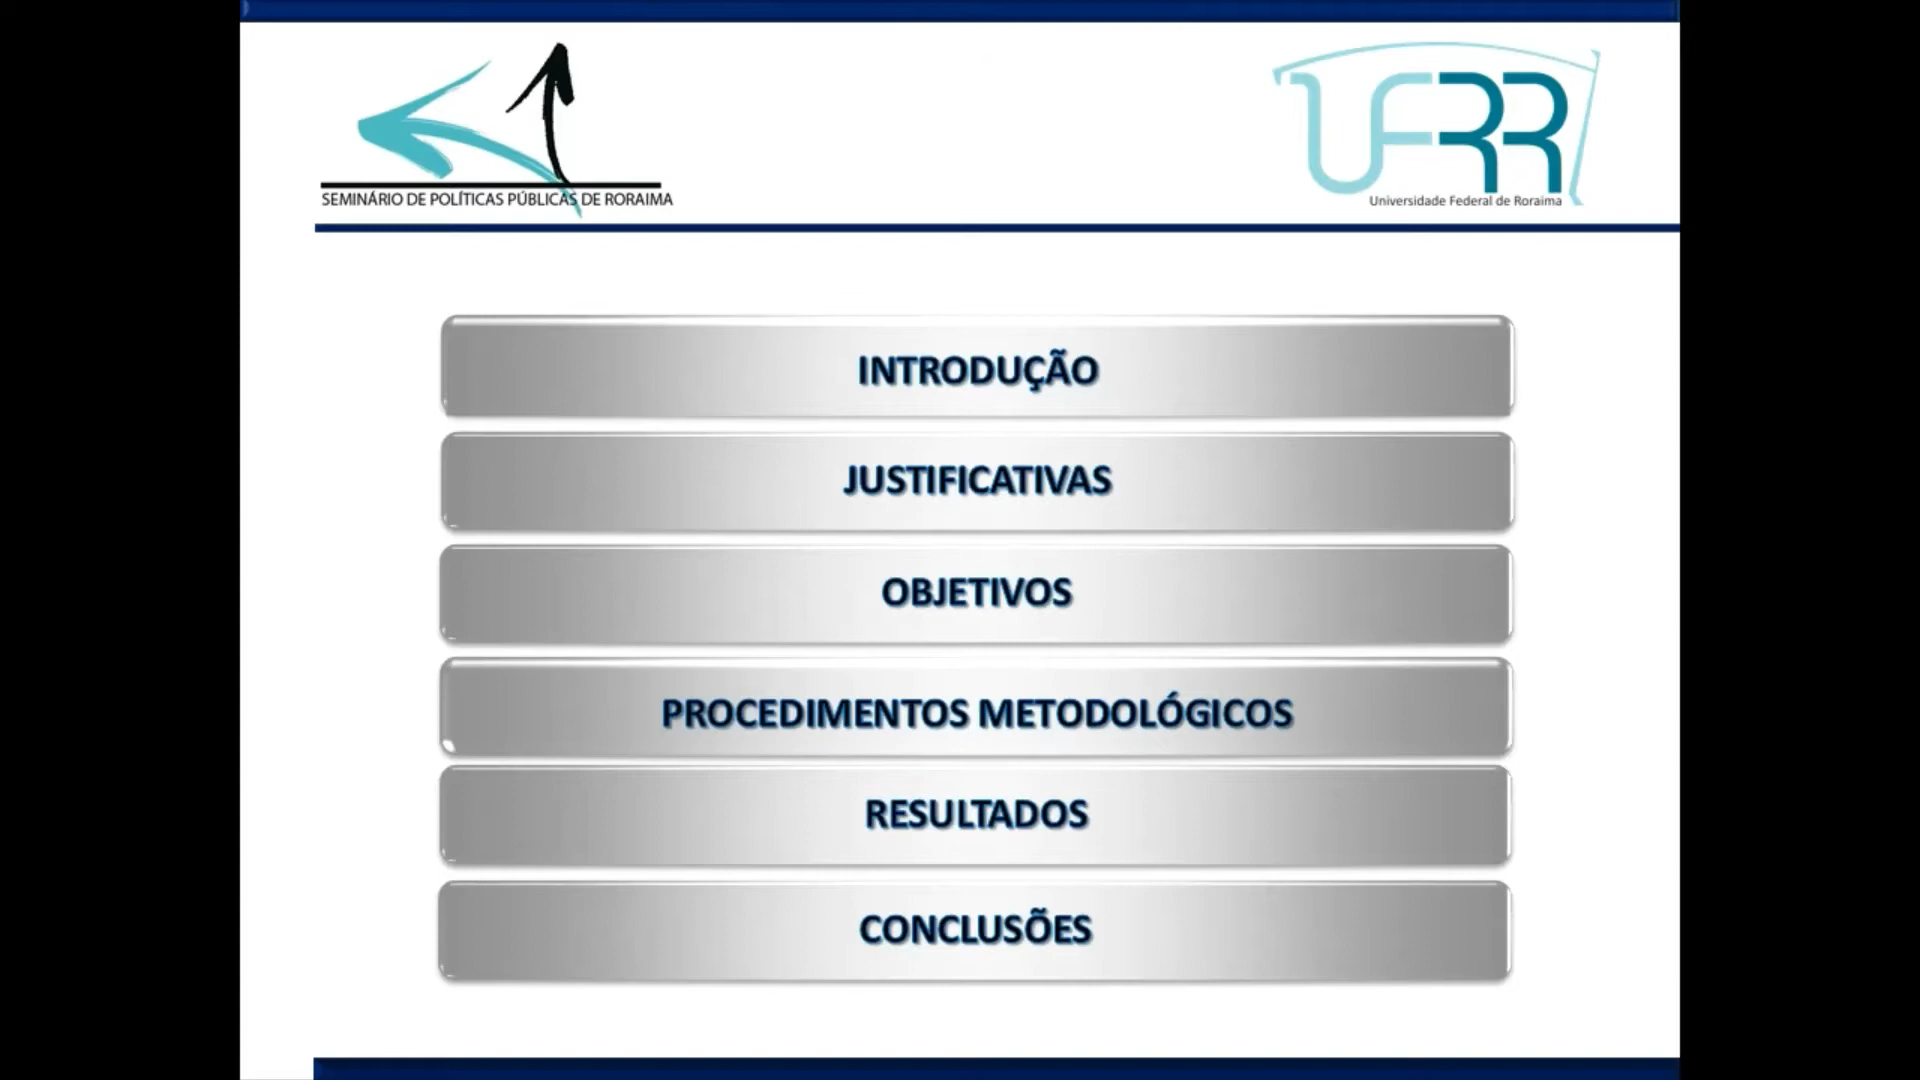 SEMINÁRIO DE POLÍTICAS PÚBLICAS DE RORAIMA
UFRR
Universidade Federal de Roraima
INTRODUÇÃO
JUSTIFICATIVAS
OBJETIVOS
PROCEDIMENTOS METODOLÓGICOS
RESULTADOS
CONCLUSÕES